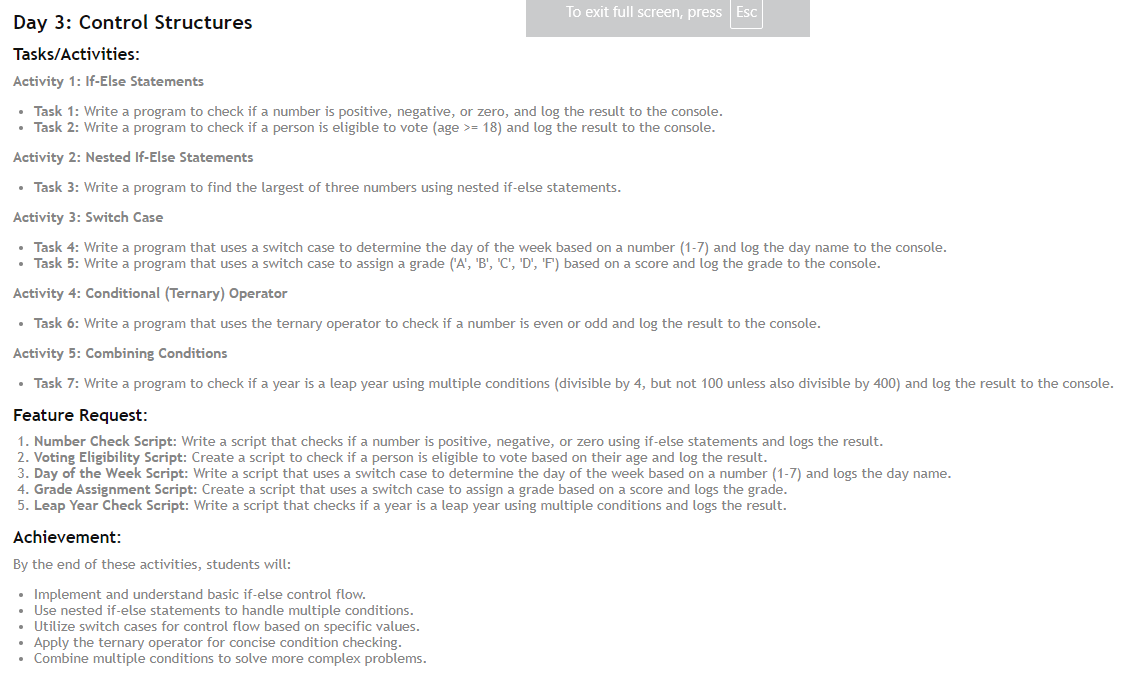 To exit full screen, press Esc
Day 3: Control Structures
Tasks/Activities:
Activity 1: If-Else Statements
• Task 1: Write a program to check if a number is positive, negative, or zero, and log the result to the console.
• Task 2: Write a program to check if a person is eligible to vote (age >= 18) and log the result to the console.
Activity 2: Nested If-Else Statements
• Task 3: Write a program to find the largest of three numbers using nested if-else statements.
Activity 3: Switch Case
• Task 4: Write a program that uses a switch case to determine the day of the week based on a number (1-7) and log the day name to the console.
• Task 5: Write a program that uses a switch case to assign a grade ('A', 'B', 'C', 'D', 'F') based on a score and log the grade to the console.
Activity 4: Conditional (Ternary) Operator
• Task 6: Write a program that uses the ternary operator to check if a number is even or odd and log the result to the console.
Activity 5: Combining Conditions
• Task 7: Write a program to check if a year is a leap year using multiple conditions (divisible by 4, but not 100 unless also divisible by 400) and log the result to the console.
Feature Request:
1. Number Check Script: Write a script that checks if a number is positive, negative, or zero using if-else statements and logs the result.
2. Voting Eligibility Script: Create a script to check if a person is eligible to vote based on their age and log the result.
3. Day of the Week Script: Write a script that uses a switch case to determine the day of the week based on a number (1-7) and logs the day name.
4. Grade Assignment Script: Create a script that uses a switch case to assign a grade based on a score and logs the grade.
5. Leap Year Check Script: Write a script that checks if a year is a leap year using multiple conditions and logs the result.
Achievement:
By the end of these activities, students will:
• Implement and understand basic if-else control flow.
• Use nested if-else statements to handle multiple conditions.
• Utilize switch cases for control flow based on specific values.
• Apply the ternary operator for concise condition checking.
• Combine multiple conditions to solve more complex problems.